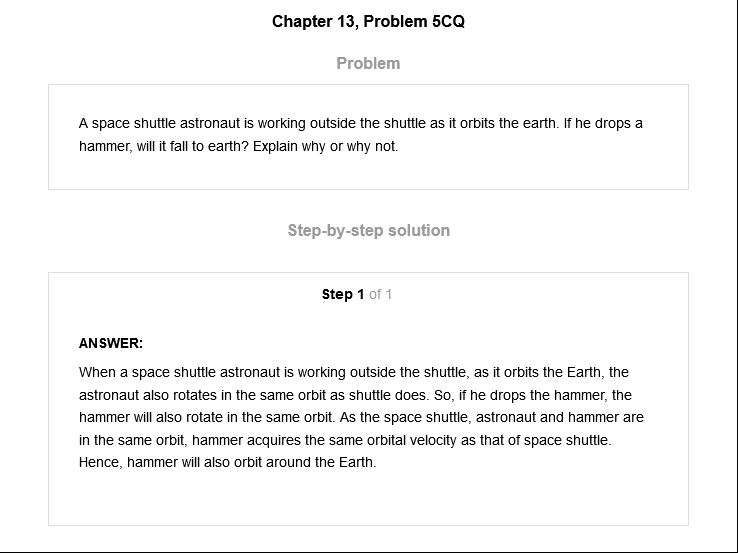 Chapter 13, Problem 5CQ
Problem
A space shuttle astronaut is working outside the shuttle as it orbits the earth. If he drops a
hammer, will it fall to earth? Explain why or why not.
Step-by-step solution
Step 1 of 1
ANSWER:
When a space shuttle astronaut is working outside the shuttle, as it orbits the Earth, the
astronaut also rotates in the same orbit as shuttle does. So, if he drops the hammer, the
hammer will also rotate in the same orbit. As the space shuttle, astronaut and hammer are
in the same orbit, hammer acquires the same orbital velocity as that of space shuttle.
Hence, hammer will also orbit around the Earth.